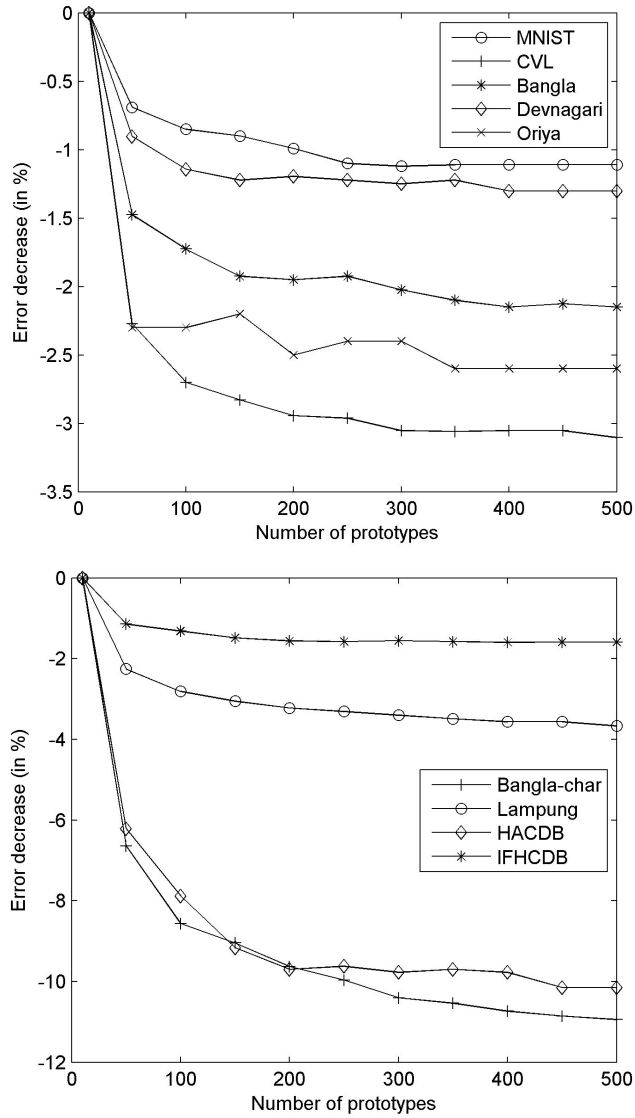 0
-0.5
-1
-1.5
-2
-2.5
-3
-3.5
Error decrease (in %)
MNIST
CVL
Bangla
Devnagari
Oriya
0 100 200 300 400 500
Number of prototypes
0
-2
-4
-6
-8
-10
-12
Error decrease (in %)
Bangla-char
Lampung
HACDB
IFHCDB
0 100 200 300 400 500
Number of prototypes